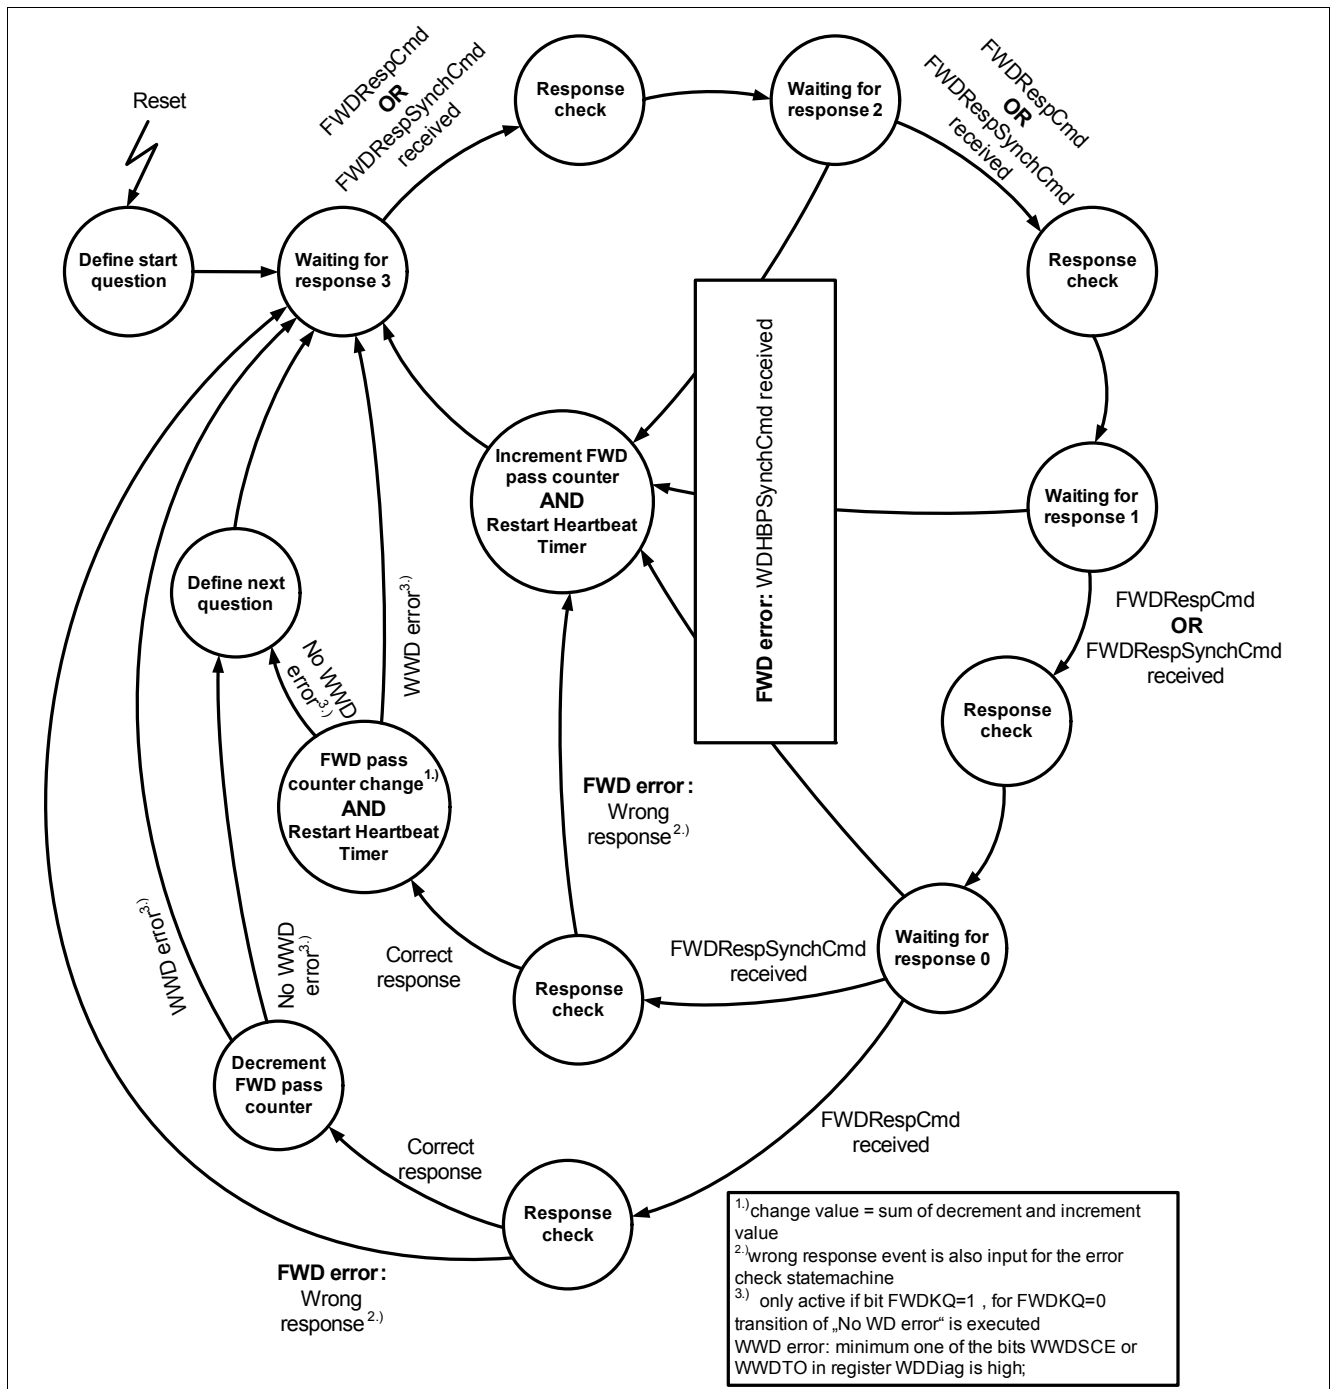 Reset
FWDRespCmd
OR
FWDRespSynchCmd
received
Response
check
Waiting for
response 2
FWDRespCmd
OR
FWDRespSynchCmd
received
Define start
question
Waiting for
response 3
Response
check
FWD error: WDHBPSynchCmd received
Increment FWD
pass counter
AND
Restart Heartbeat
Timer
Waiting for
response 1
Define next
question
WWD error3.)
No WWD
error3.)
FWDRespCmd
OR
FWDRespSynchCmd
received
Response
check
FWD pass
counter change1.)
AND
Restart Heartbeat
Timer
FWD error:
Wrong
response2.)
WWD error3.)
No WWD
error3.)
Correct
response
Response
check
FWDRespSynchCmd
received
Waiting for
response 0
Decrement
FWD pass
counter
Correct
response
FWDRespCmd
received
Response
check
FWD error:
Wrong
response2.)
1.)change value = sum of decrement and increment
value
2.)wrong response event is also input for the error
check statemachine
3.) only active if bit FWDKQ=1 , for FWDKQ=0
transition of „No WD error“ is executed
WWD error: minimum one of the bits WWDSCE or
WWDTO in register WDDiag is high;